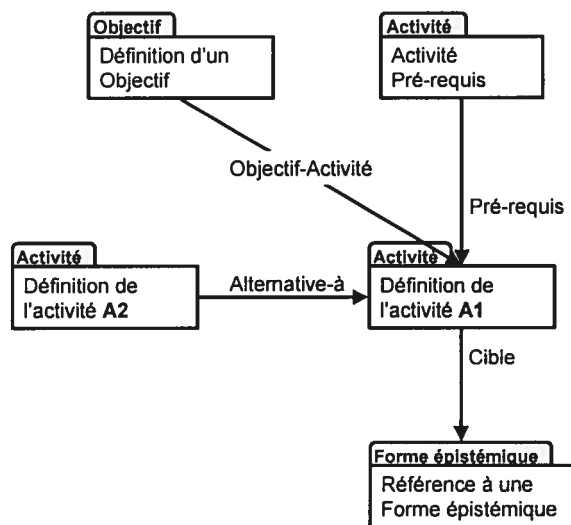 Objectif
Définition d'un
Objectif
Activité
Activité
Pré-requis
Objectif-Activité
Pré-requis
Activité
Définition de
l'activité A2
Alternative-à
Activité
Définition de
l'activité A1
Cible
Forme épistémique
Référence à une
Forme épistémique